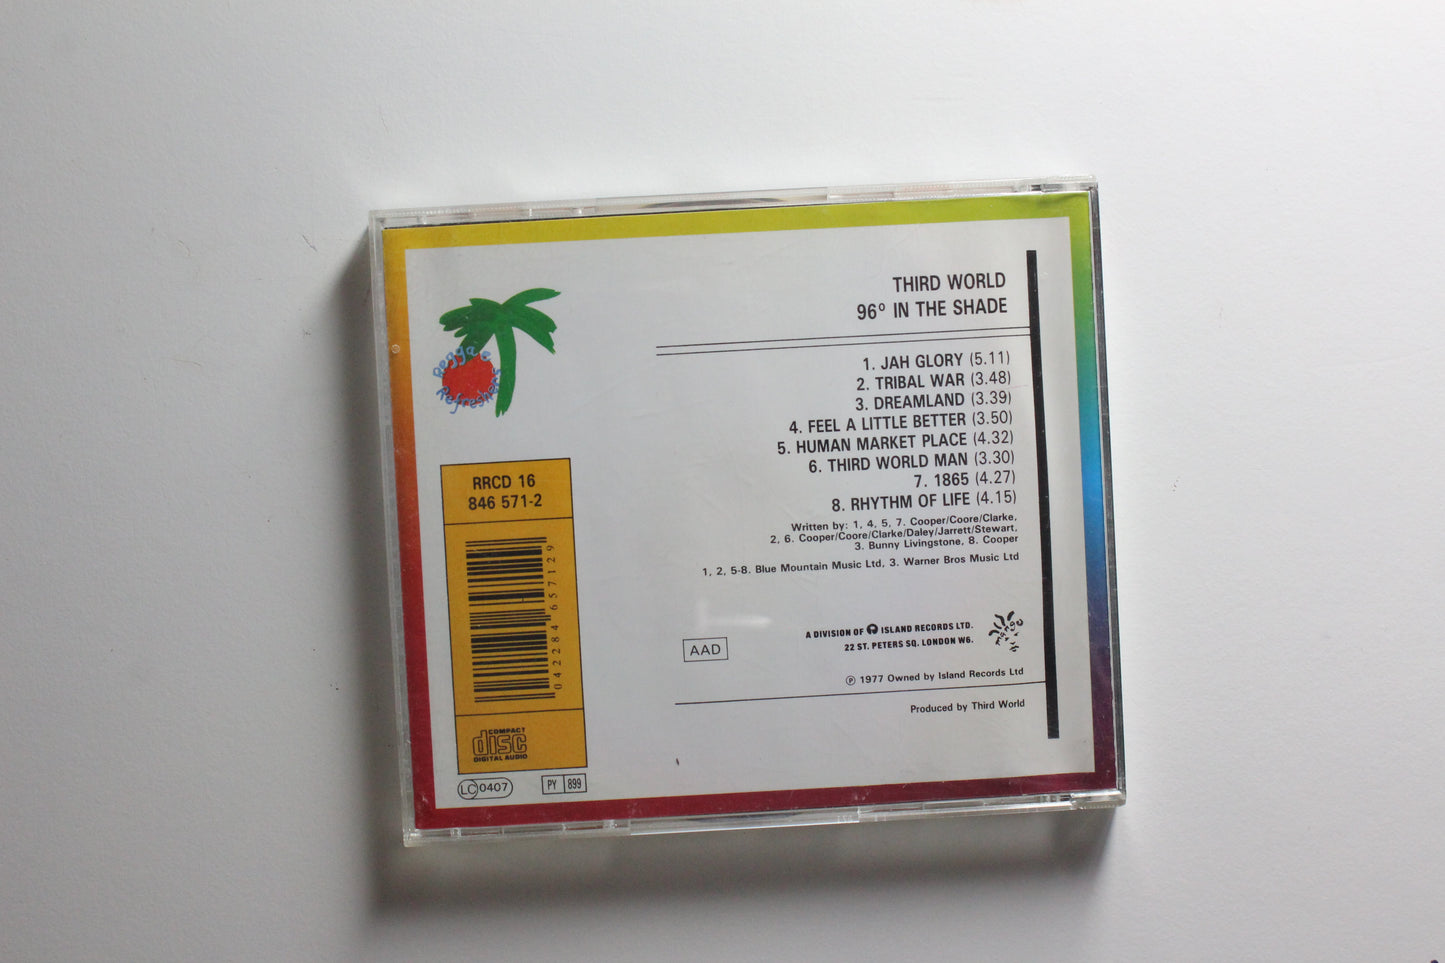 THIRD WORLD
96º IN THE SHADE
1. JAH GLORY (5.11)
2. TRIBAL WAR (3.48)
3. DREAMLAND (3.39)
4. FEEL A LITTLE BETTER (3.50)
5. HUMAN MARKET PLACE (4.32)
6. THIRD WORLD MAN (3.30)
7. 1865 (4.27)
8. RHYTHM OF LIFE (4.15)
Written by: 1, 4, 5, 7. Cooper/Coore/Clarke,
2, 6. Cooper/Coore/Clarke/Daley/Jarrett/Stewart,
3. Bunny Livingstone, 8. Cooper
1, 2, 5-8. Blue Mountain Music Ltd, 3. Warner Bros Music Ltd
A DIVISION OF ISLAND RECORDS LTD.
22 ST. PETERS SQ. LONDON W6.
mango
AAD
℗ 1977 Owned by Island Records Ltd
Produced by Third World
Reggae
Refreshers
RRCD 16
846 571-2
042284657129
COMPACT
disc
DIGITAL AUDIO
LC 0407
PY 899